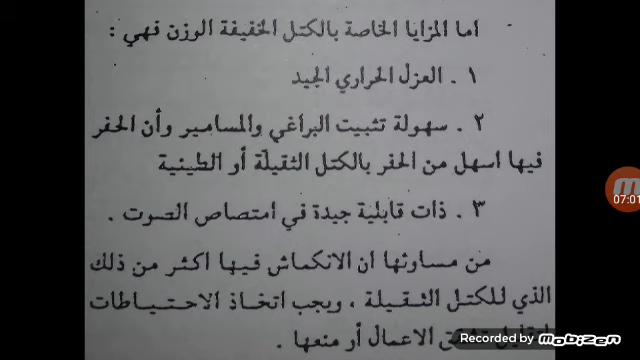 اما المزايا الخاصة بالكتل الخفيفة الوزن فهي :
١ . العزل الحراري الجيد
٢ . سهولة تثبيت البراغي والمسامير وأن الحفر
فيها اسهل من الحفر بالكتل الثقيلة أو الطينية
٣ . ذات قابلية جيدة في امتصاص الصوت .
من مساوئها ان الانكماش فيها اكثر من ذلك
الذي للكتل الثقيلة ، ويجب اتخاذ الاحتياطات
الاعمال أو منعها .
07:01
Recorded by mobizen